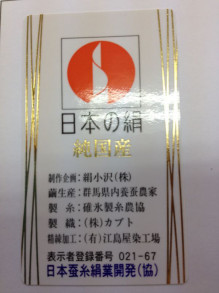 日本の絹
純国産
制作企画：絹小沢(株)
繭生産：群馬県内養蚕農家
製　糸：碓氷製糸農協
製　織：(株)カブト
精練加工：(有)江島屋染工場
表示者登録番号 021-67
日本蚕糸絹業開発(協)